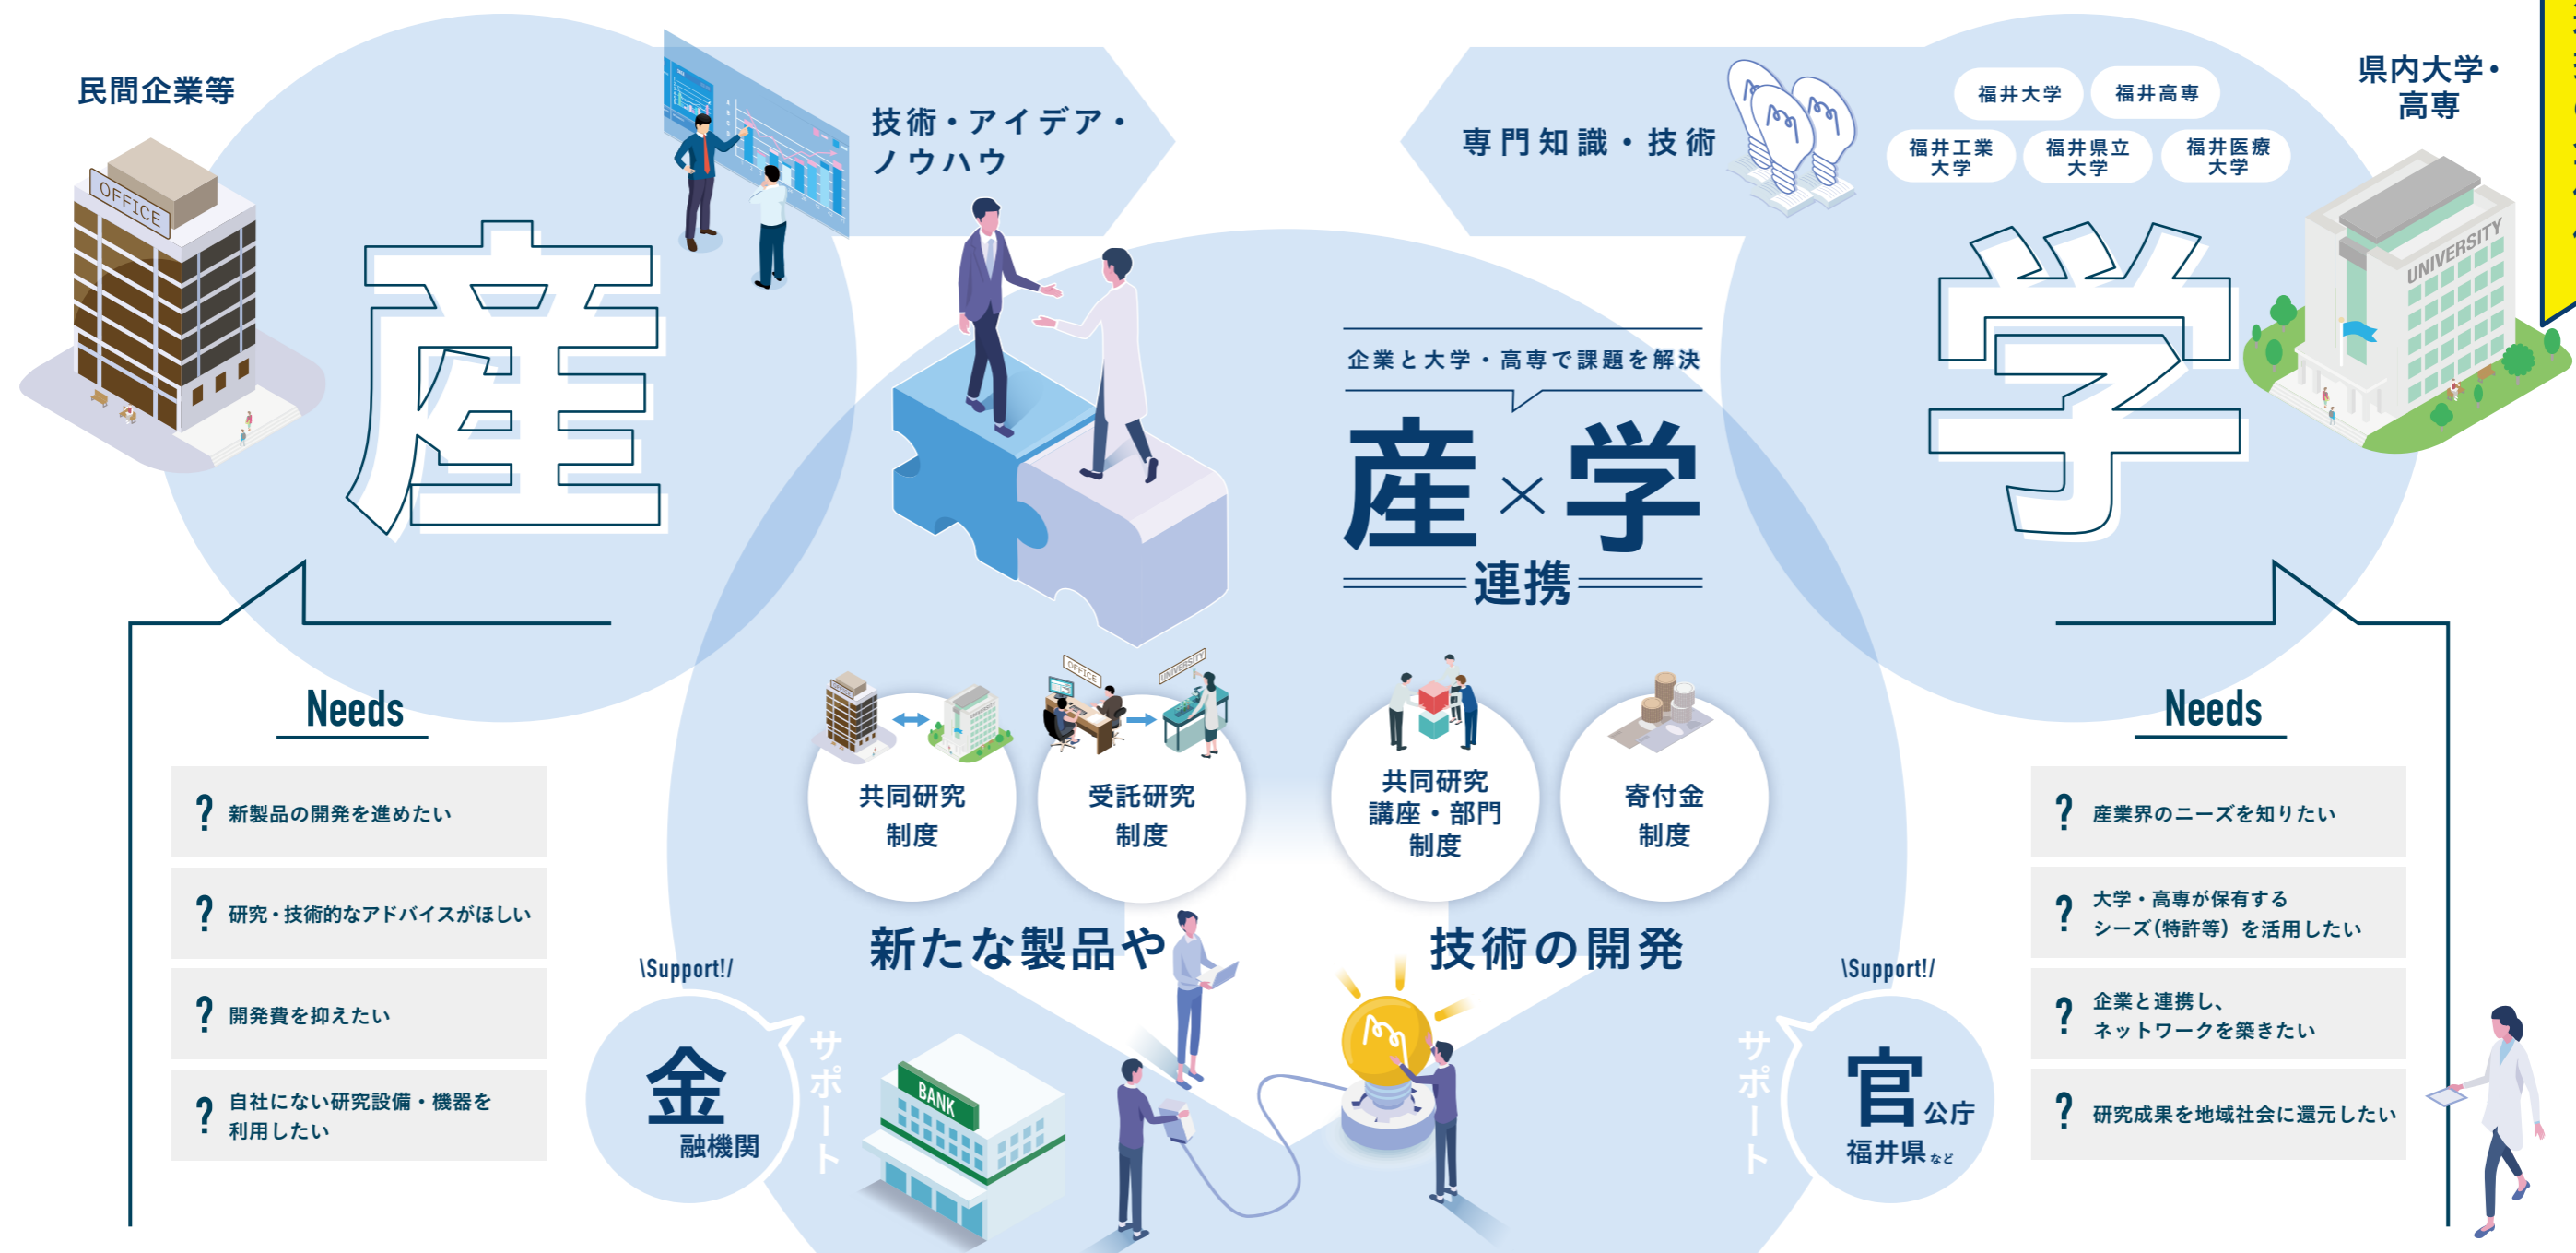 民間企業等
OFFICE
産
技術・アイデア・
ノウハウ
専門知識・技術
福井大学
福井高専
福井工業
大学
福井県立
大学
福井医療
大学
県内大学・
高専
UNIVERSITY
学
企業と大学・高専で課題を解決
産×学
連携
Needs
? 新製品の開発を進めたい
? 研究・技術的なアドバイスがほしい
? 開発費を抑えたい
? 自社にない研究設備・機器を
利用したい
OFFICE
共同研究
制度
OFFICE
UNIVERSITY
受託研究
制度
共同研究
講座・部門
制度
寄付金
制度
新たな製品や
技術の開発
\Support!/
金
融機関
サポート
BANK
\Support!/
サポート
官公庁
福井県など
Needs
? 産業界のニーズを知りたい
? 大学・高専が保有する
シーズ(特許等)を活用したい
? 企業と連携し、
ネットワークを築きたい
? 研究成果を地域社会に還元したい